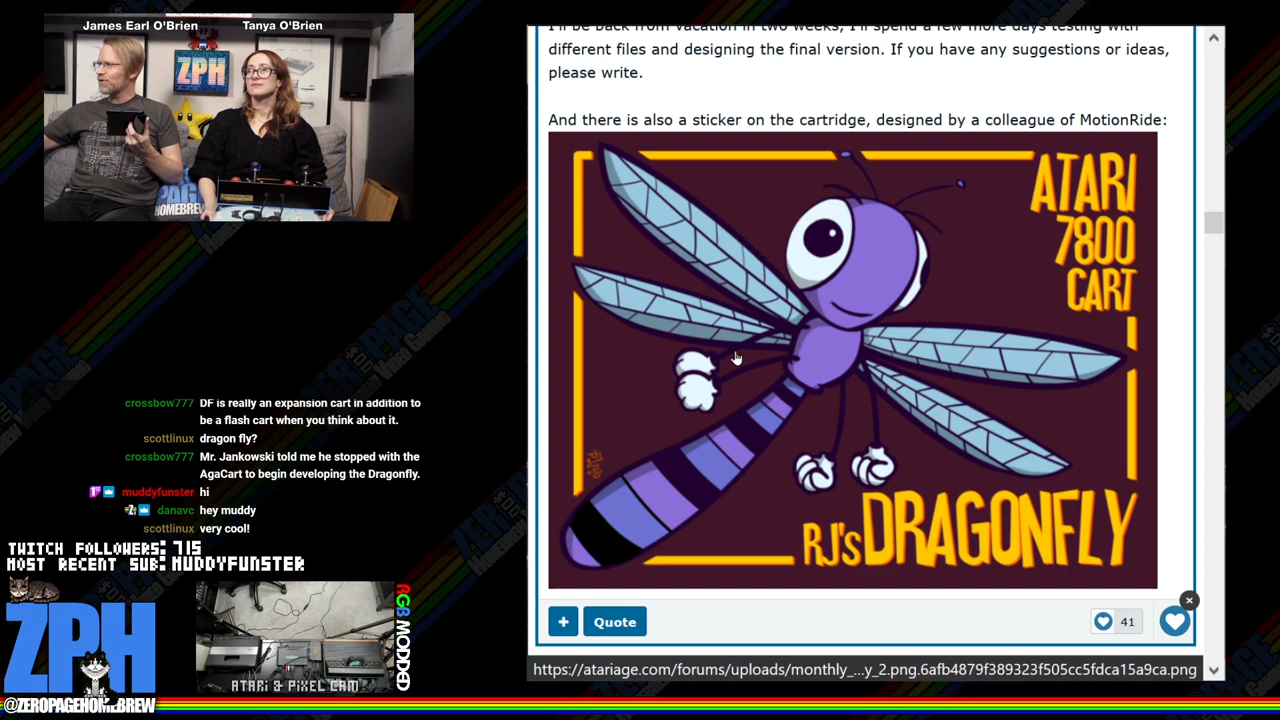 James Earl O'Brien
Tanya O'Brien
ZPH
PAGE
HOMEBREW
I'll be back from vacation in two weeks, I'll spend a few more days testing with
different files and designing the final version. If you have any suggestions or ideas,
please write.
And there is also a sticker on the cartridge, designed by a colleague of MotionRide:
ATARI
7800
CART
RJ's DRAGONFLY
crossbow777 DF is really an expansion cart in addition to
be a flash cart when you think about it.
scottlinux dragon fly?
crossbow777 Mr. Jankowski told me he stopped with the
AgaCart to begin developing the Dragonfly.
muddyfunster hi
danavc hey muddy
scottlinux very cool!
TWITCH FOLLOWERS: 715
MOST RECENT SUB: MUDDYFUNSTER
ZPH
@ZEROPAGEHOMEBREW
RGB MODDED
ATARI & PIXEL CAM
+ Quote
41
https://atariage.com/forums/uploads/monthly_...y_2.png.6afb4879f389323f505cc5fdca15a9ca.png